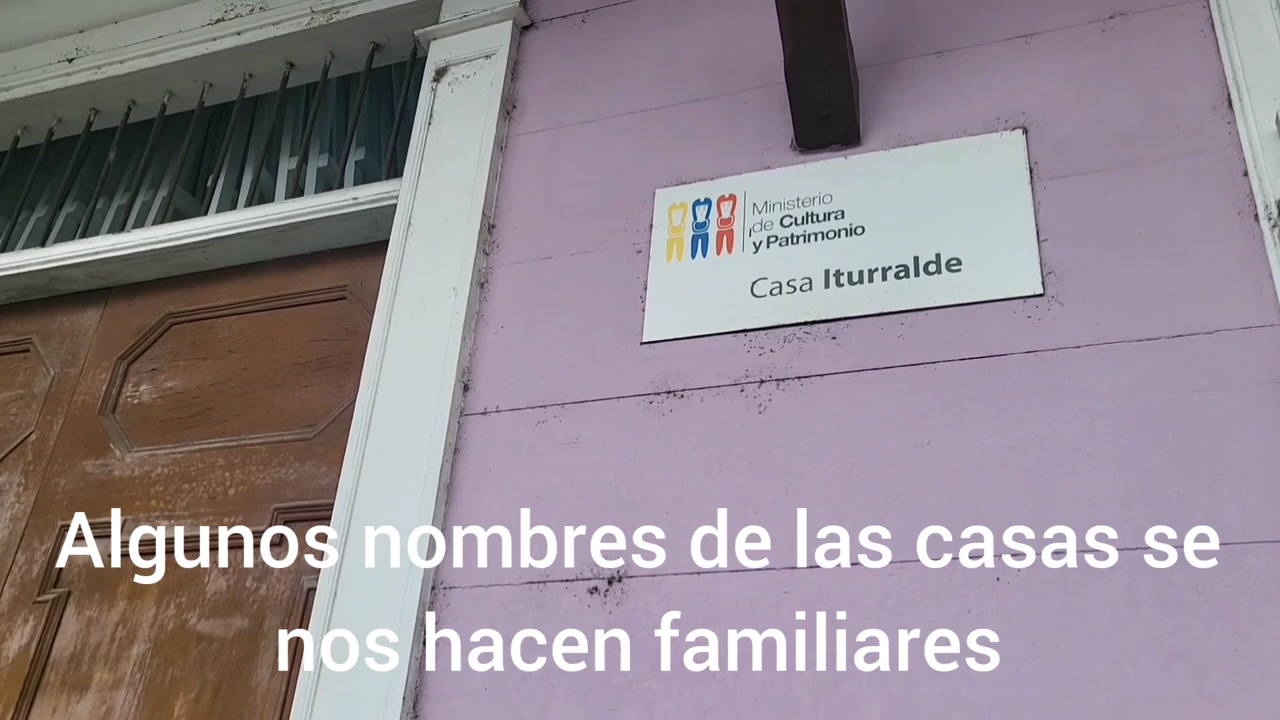 Ministerio
de Cultura
y Patrimonio
Casa Iturralde
Algunos nombres de las casas se
nos hacen familiares